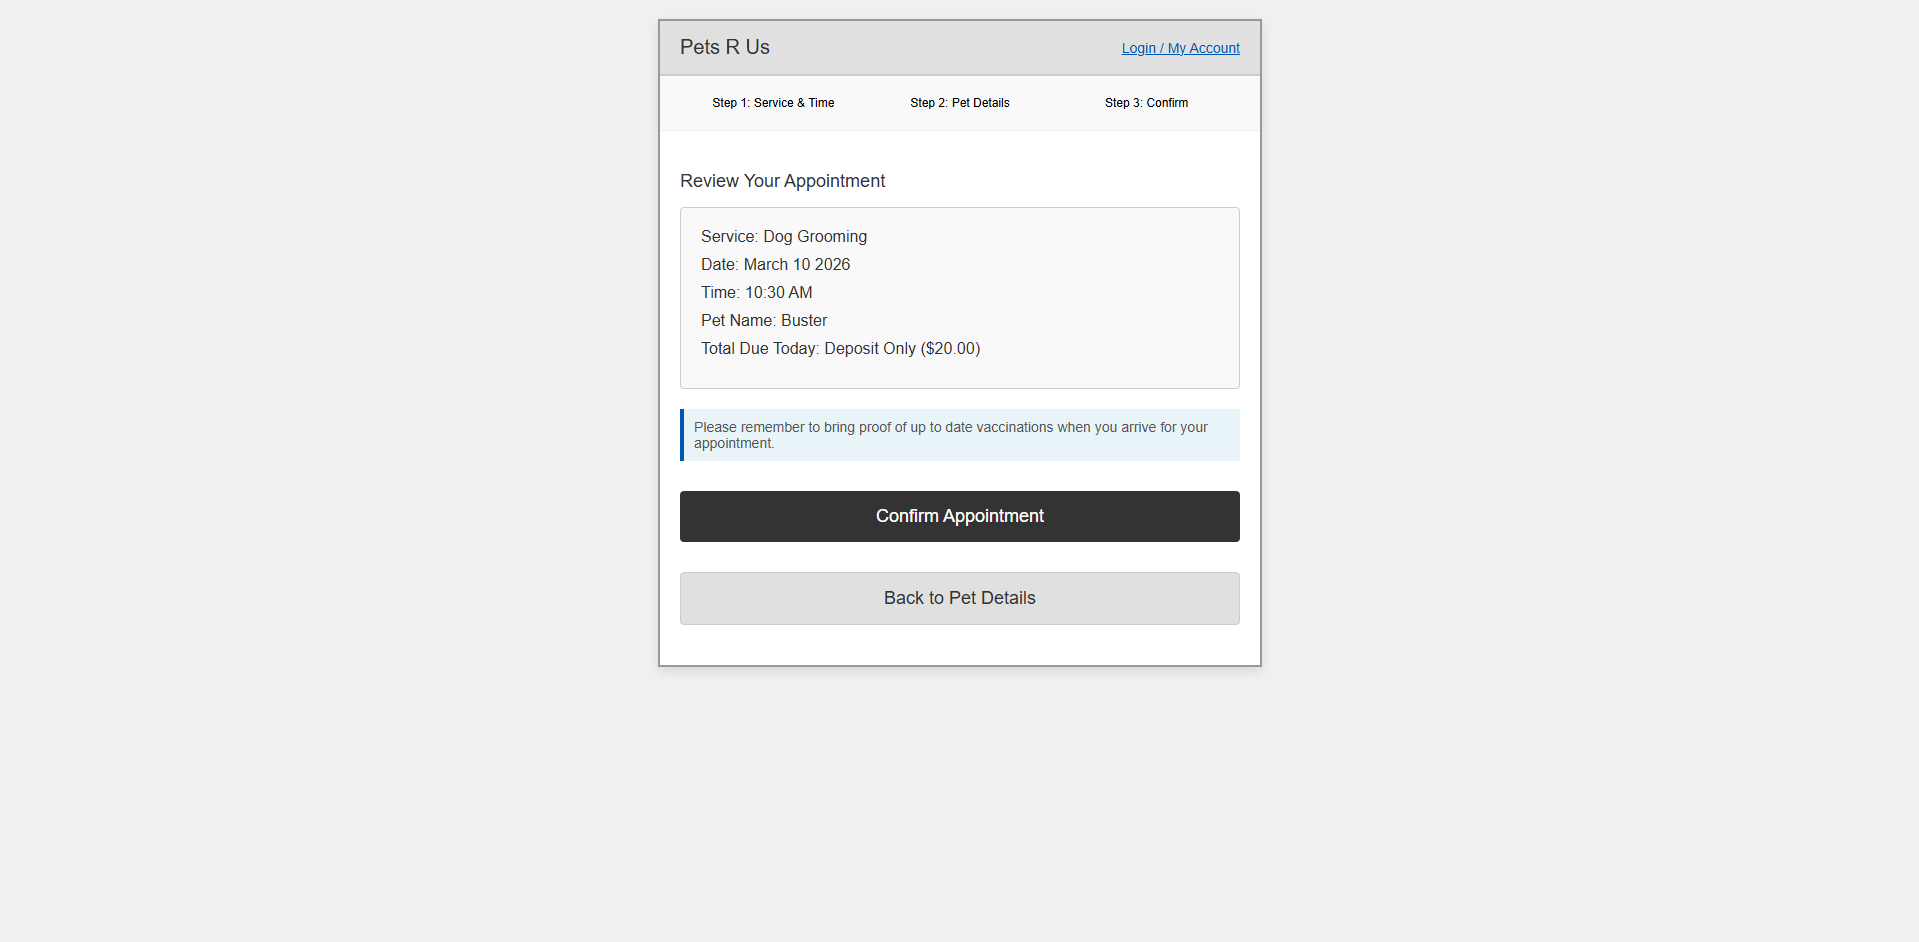 Pets R Us
Login / My Account
Step 1: Service & Time
Step 2: Pet Details
Step 3: Confirm
Review Your Appointment
Service: Dog Grooming
Date: March 10 2026
Time: 10:30 AM
Pet Name: Buster
Total Due Today: Deposit Only ($20.00)
Please remember to bring proof of up to date vaccinations when you arrive for your
appointment.
Confirm Appointment
Back to Pet Details